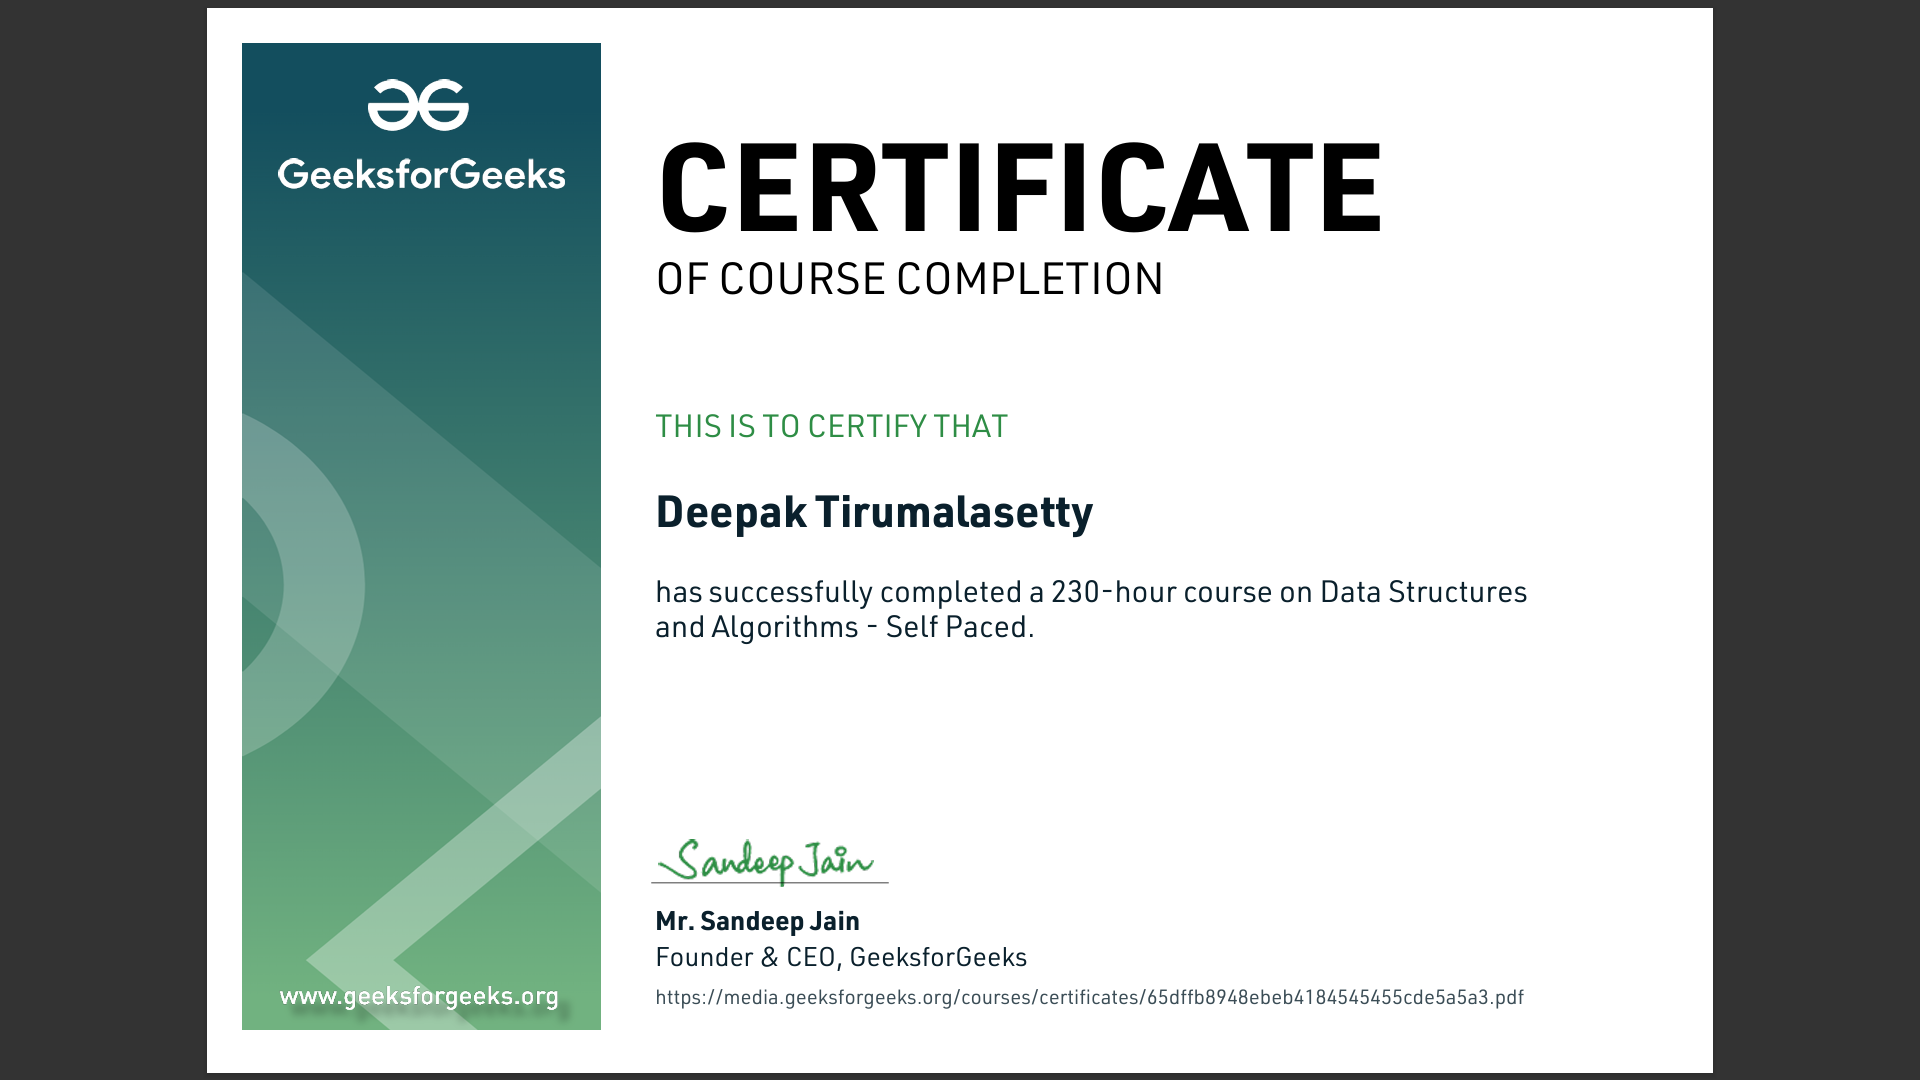 GeeksforGeeks
CERTIFICATE
OF COURSE COMPLETION
THIS IS TO CERTIFY THAT
Deepak Tirumalasetty
has successfully completed a 230-hour course on Data Structures
and Algorithms - Self Paced.
Sandeep Jain
Mr. Sandeep Jain
Founder & CEO, GeeksforGeeks
https://media.geeksforgeeks.org/courses/certificates/65dffb8948ebeb4184545455cde5a5a3.pdf
www.geeksforgeeks.org